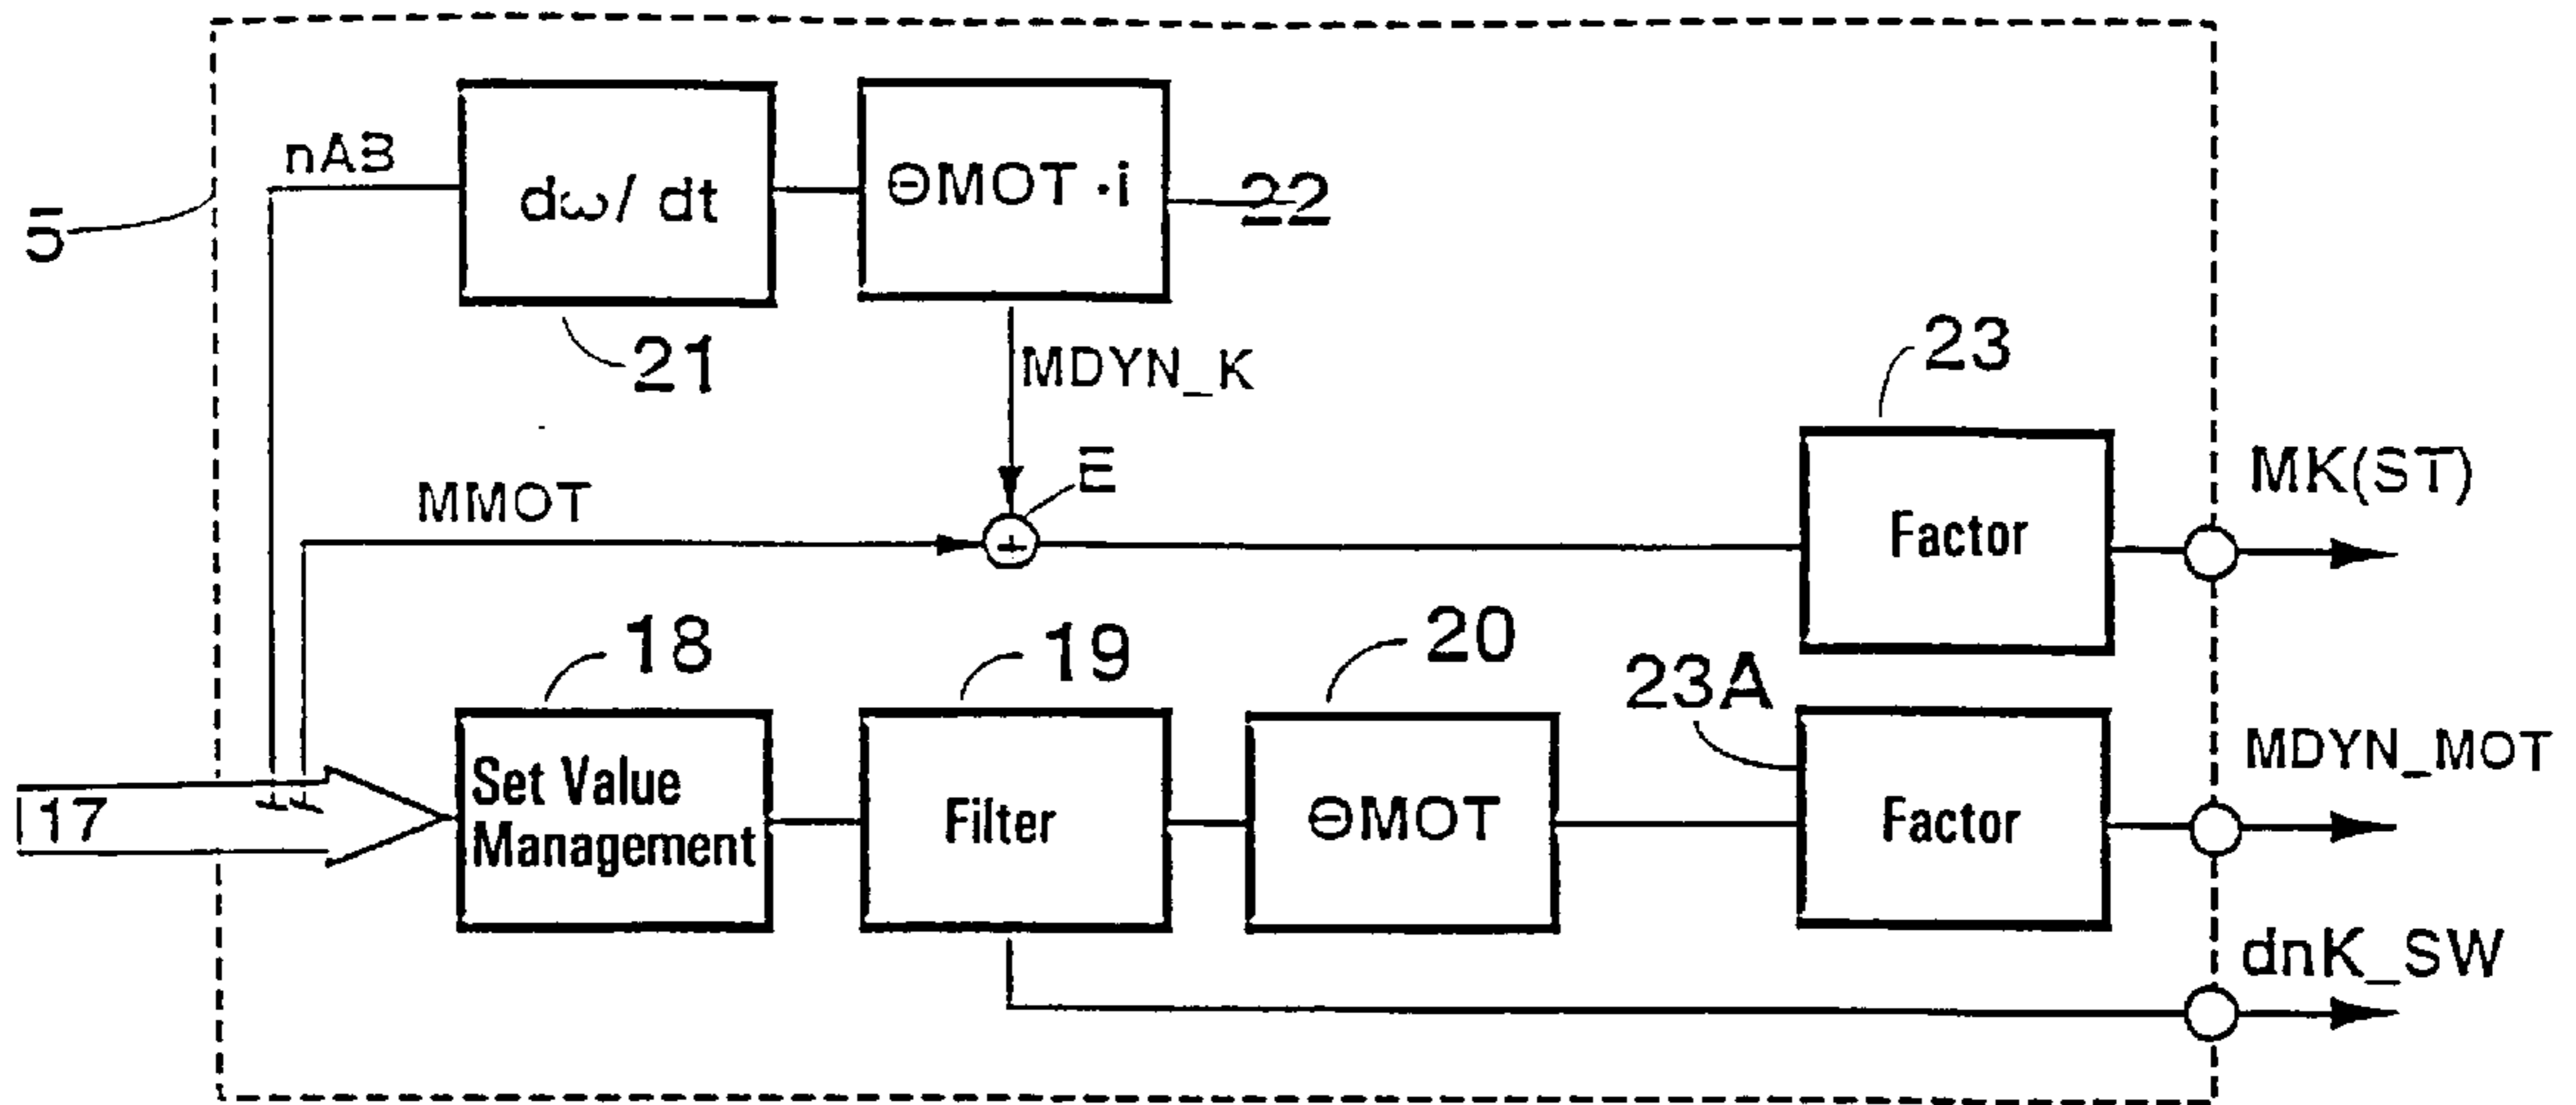 nAB
5
dω/ dt
ΘMOT ·i
22
21
MDYN_K
23
E
MMOT
+
Factor
MK(ST)
18
19
20
23A
17
Set Value
Management
Filter
ΘMOT
Factor
MDYN_MOT
dnK_SW